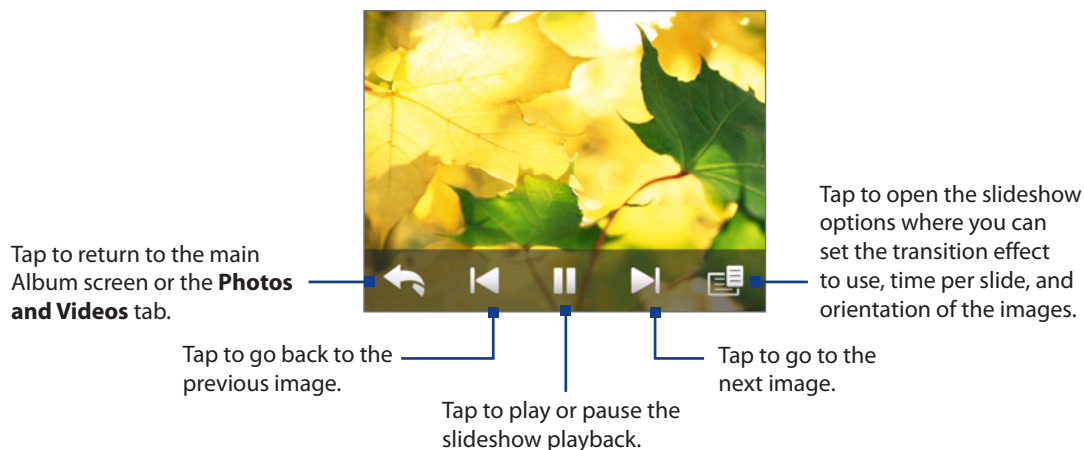 Tap to return to the main
Album screen or the Photos
and Videos tab.
Tap to go back to the
previous image.
Tap to play or pause the
slideshow playback.
Tap to go to the
next image.
Tap to open the slideshow
options where you can
set the transition effect
to use, time per slide, and
orientation of the images.